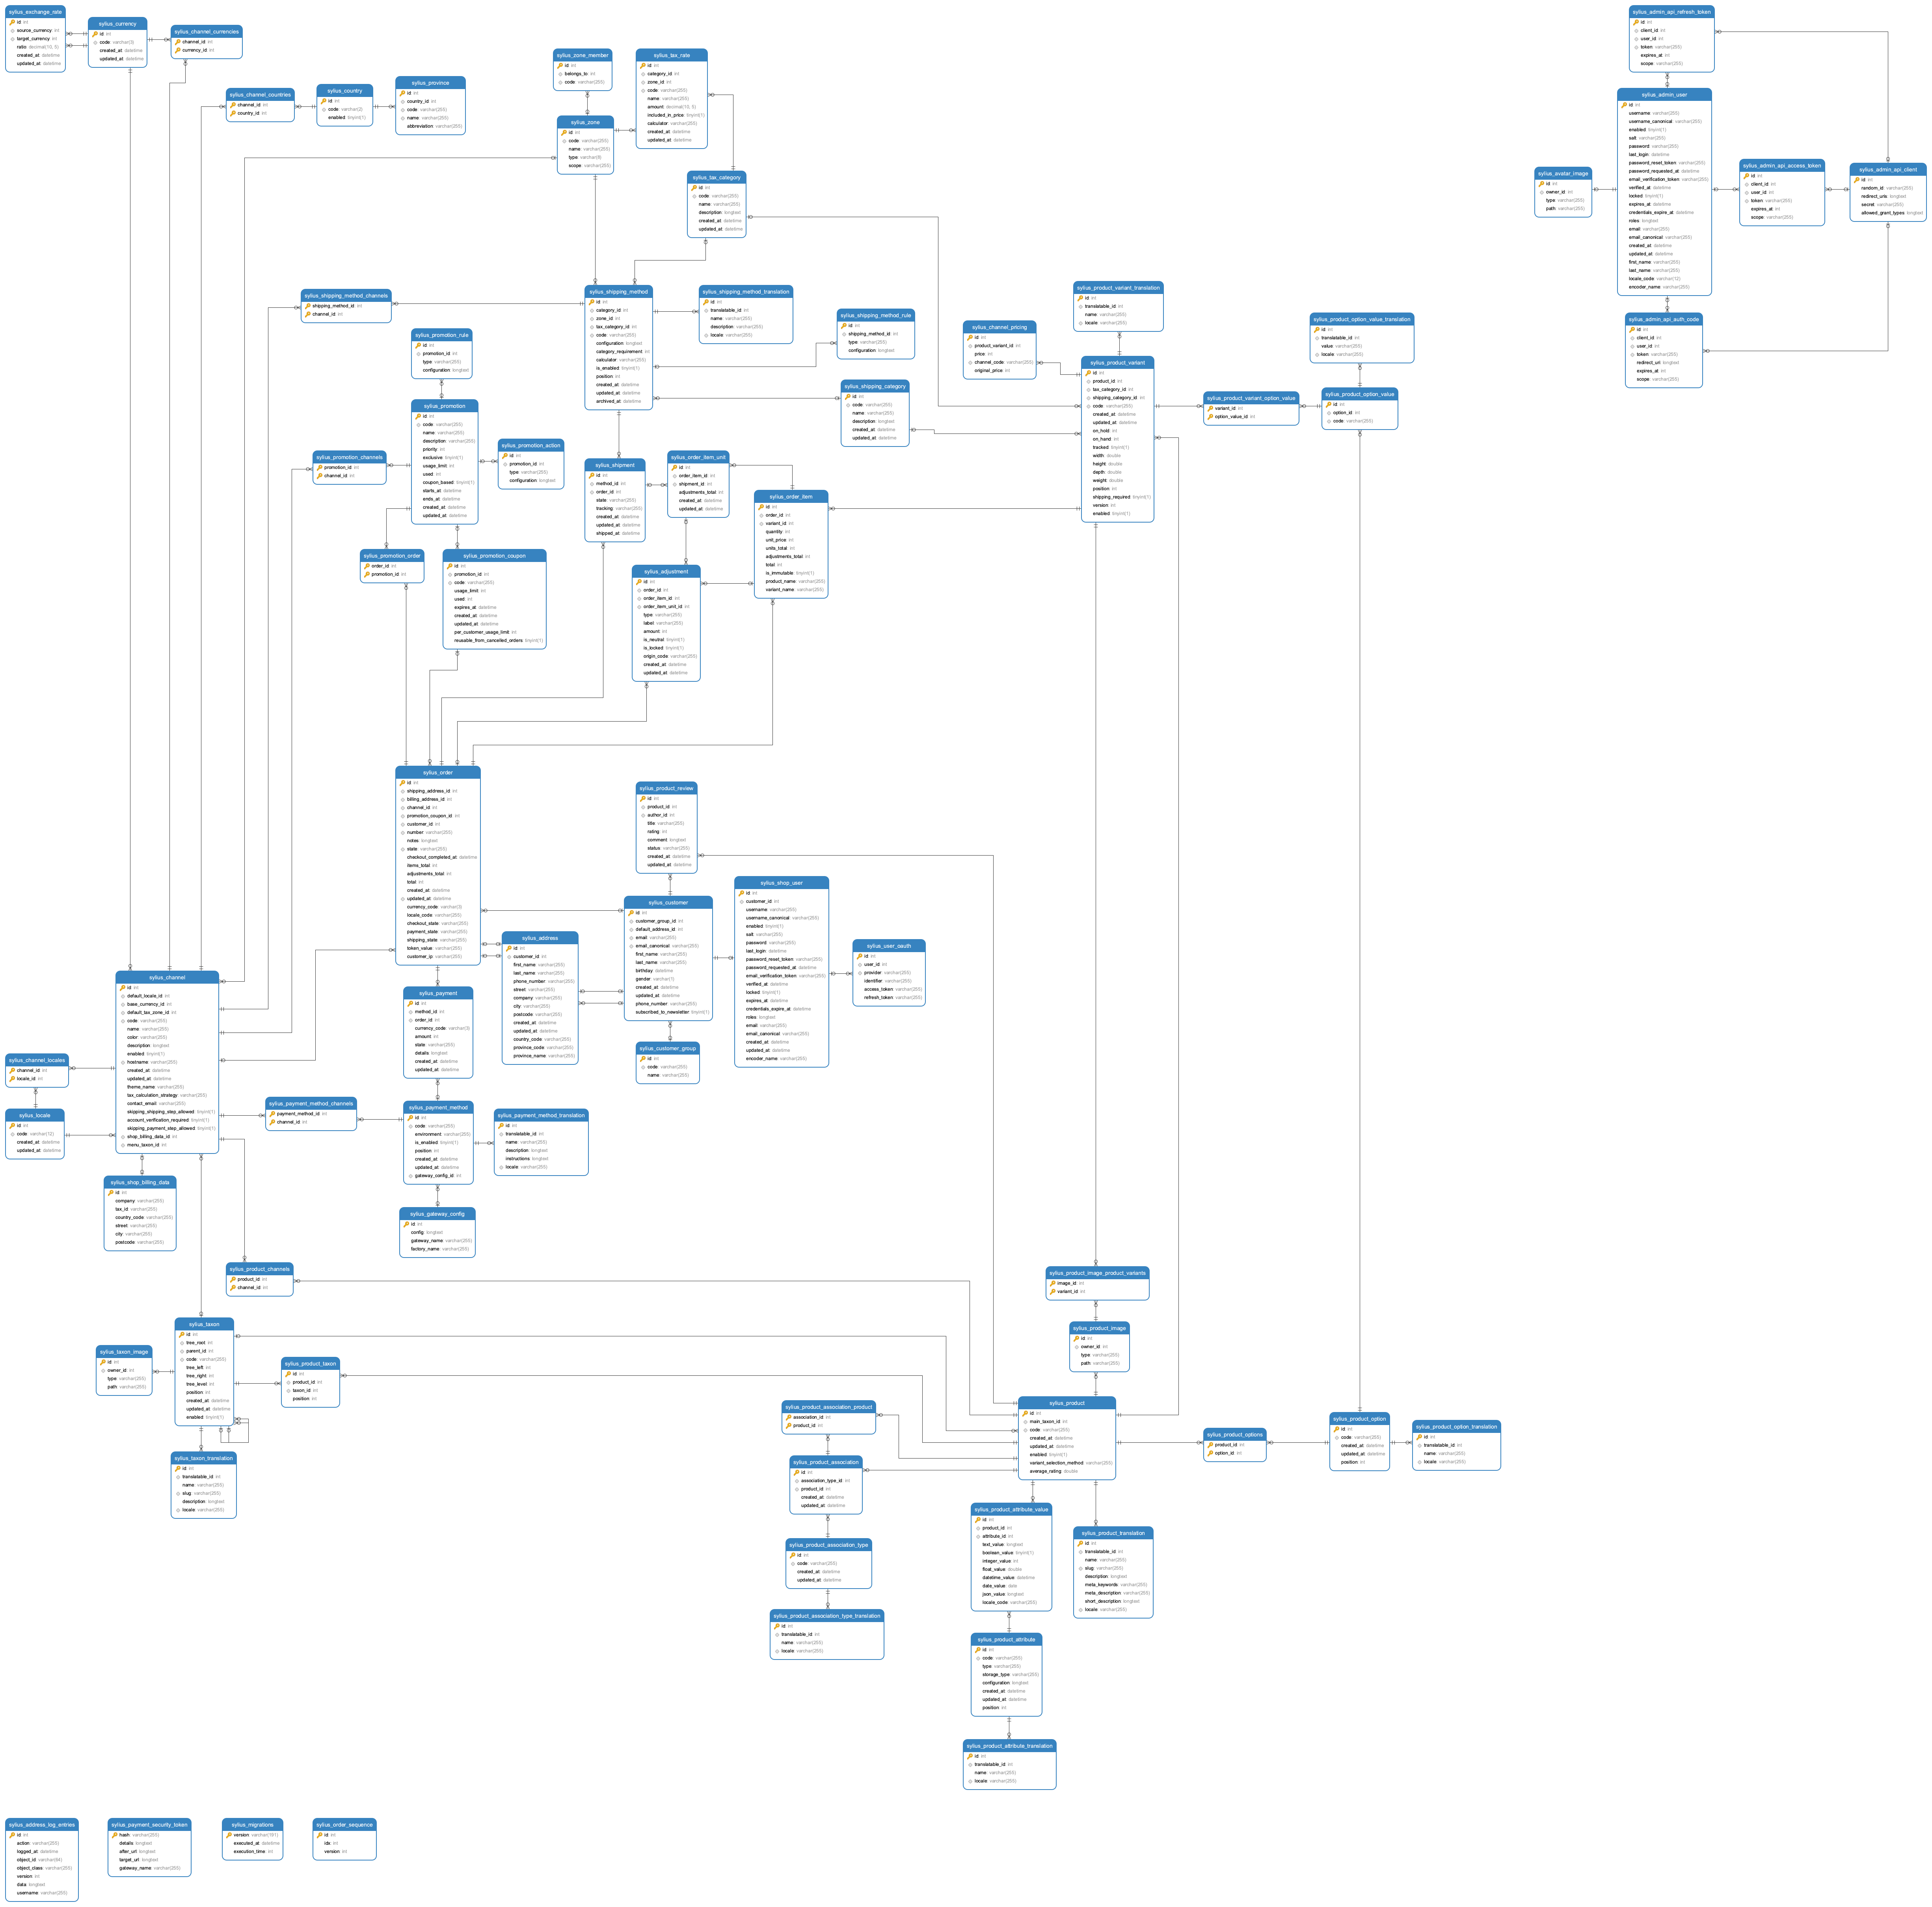 sylius_exchange_rate
id int
source_currency int
target_currency int
ratio decimal(10, 5)
created_at datetime
updated_at datetime
sylius_currency
id int
code varchar(3)
created_at datetime
updated_at datetime
sylius_channel_currencies
channel_id int
currency_id int
sylius_channel_countries
channel_id int
country_id int
sylius_country
id int
code varchar(2)
enabled tinyint(1)
sylius_province
id int
country_id int
code varchar(255)
name varchar(255)
abbreviation varchar(255)
sylius_zone_member
id int
belongs_to int
code varchar(255)
sylius_zone
id int
code varchar(255)
name varchar(255)
type varchar(8)
scope varchar(255)
sylius_tax_rate
id int
category_id int
zone_id int
code varchar(255)
name varchar(255)
amount decimal(10, 5)
included_in_price tinyint(1)
calculator varchar(255)
created_at datetime
updated_at datetime
sylius_tax_category
id int
code varchar(255)
name varchar(255)
description longtext
created_at datetime
updated_at datetime
sylius_admin_api_refresh_token
id int
client_id int
user_id int
token varchar(255)
expires_at int
scope varchar(255)
sylius_admin_user
id int
username varchar(255)
username_canonical varchar(255)
enabled tinyint(1)
salt varchar(255)
password varchar(255)
last_login datetime
password_reset_token varchar(255)
password_requested_at datetime
email_verification_token varchar(255)
verified_at datetime
locked tinyint(1)
expires_at datetime
credentials_expire_at datetime
roles longtext
email varchar(255)
email_canonical varchar(255)
created_at datetime
updated_at datetime
first_name varchar(255)
last_name varchar(255)
locale_code varchar(12)
encoder_name varchar(255)
sylius_avatar_image
id int
owner_id int
type varchar(255)
path varchar(255)
sylius_admin_api_access_token
id int
client_id int
user_id int
token varchar(255)
expires_at int
scope varchar(255)
sylius_admin_api_client
id int
random_id varchar(255)
redirect_uris longtext
secret varchar(255)
allowed_grant_types longtext
sylius_admin_api_auth_code
id int
client_id int
user_id int
token varchar(255)
redirect_uri longtext
expires_at int
scope varchar(255)
sylius_shipping_method_channels
shipping_method_id int
channel_id int
sylius_shipping_method
id int
category_id int
zone_id int
tax_category_id int
code varchar(255)
configuration longtext
category_requirement int
calculator varchar(255)
is_enabled tinyint(1)
position int
created_at datetime
updated_at datetime
archived_at datetime
sylius_shipping_method_translation
id int
translatable_id int
name varchar(255)
description varchar(255)
locale varchar(255)
sylius_shipping_method_rule
id int
shipping_method_id int
type varchar(255)
configuration longtext
sylius_shipping_category
id int
code varchar(255)
name varchar(255)
description longtext
created_at datetime
updated_at datetime
sylius_channel_pricing
id int
product_variant_id int
price int
channel_code varchar(255)
original_price int
sylius_product_variant_translation
id int
translatable_id int
name varchar(255)
locale varchar(255)
sylius_product_variant
id int
product_id int
tax_category_id int
shipping_category_id int
code varchar(255)
created_at datetime
updated_at datetime
on_hold int
on_hand int
tracked tinyint(1)
width double
height double
depth double
weight double
position int
shipping_required tinyint(1)
version int
enabled tinyint(1)
sylius_product_option_value_translation
id int
translatable_id int
value varchar(255)
locale varchar(255)
sylius_product_variant_option_value
variant_id int
option_value_id int
sylius_product_option_value
id int
option_id int
code varchar(255)
sylius_promotion_rule
id int
promotion_id int
type varchar(255)
configuration longtext
sylius_promotion
id int
code varchar(255)
name varchar(255)
description varchar(255)
priority int
exclusive tinyint(1)
usage_limit int
used int
coupon_based tinyint(1)
starts_at datetime
ends_at datetime
created_at datetime
updated_at datetime
sylius_promotion_channels
promotion_id int
channel_id int
sylius_promotion_action
id int
promotion_id int
type varchar(255)
configuration longtext
sylius_promotion_order
order_id int
promotion_id int
sylius_promotion_coupon
id int
promotion_id int
code varchar(255)
usage_limit int
used int
expires_at datetime
created_at datetime
updated_at datetime
per_customer_usage_limit int
reusable_from_cancelled_orders tinyint(1)
sylius_shipment
id int
method_id int
order_id int
state varchar(255)
tracking varchar(255)
created_at datetime
updated_at datetime
shipped_at datetime
sylius_order_item_unit
id int
order_item_id int
shipment_id int
adjustments_total int
created_at datetime
updated_at datetime
sylius_order_item
id int
order_id int
variant_id int
quantity int
unit_price int
units_total int
adjustments_total int
total int
is_immutable tinyint(1)
product_name varchar(255)
variant_name varchar(255)
sylius_adjustment
id int
order_id int
order_item_id int
order_item_unit_id int
type varchar(255)
label varchar(255)
amount int
is_neutral tinyint(1)
is_locked tinyint(1)
origin_code varchar(255)
created_at datetime
updated_at datetime
sylius_order
id int
shipping_address_id int
billing_address_id int
channel_id int
promotion_coupon_id int
customer_id int
number varchar(255)
notes longtext
state varchar(255)
checkout_completed_at datetime
items_total int
adjustments_total int
total int
created_at datetime
updated_at datetime
currency_code varchar(3)
locale_code varchar(255)
checkout_state varchar(255)
payment_state varchar(255)
shipping_state varchar(255)
token_value varchar(255)
customer_ip varchar(255)
sylius_product_review
id int
product_id int
author_id int
title varchar(255)
rating int
comment longtext
status varchar(255)
created_at datetime
updated_at datetime
sylius_customer
id int
customer_group_id int
default_address_id int
email varchar(255)
email_canonical varchar(255)
first_name varchar(255)
last_name varchar(255)
birthday datetime
gender varchar(1)
created_at datetime
updated_at datetime
phone_number varchar(255)
subscribed_to_newsletter tinyint(1)
sylius_shop_user
id int
customer_id int
username varchar(255)
username_canonical varchar(255)
enabled tinyint(1)
salt varchar(255)
password varchar(255)
last_login datetime
password_reset_token varchar(255)
password_requested_at datetime
email_verification_token varchar(255)
verified_at datetime
locked tinyint(1)
expires_at datetime
credentials_expire_at datetime
roles longtext
email varchar(255)
email_canonical varchar(255)
created_at datetime
updated_at datetime
encoder_name varchar(255)
sylius_user_oauth
id int
user_id int
provider varchar(255)
identifier varchar(255)
access_token varchar(255)
refresh_token varchar(255)
sylius_address
id int
customer_id int
first_name varchar(255)
last_name varchar(255)
phone_number varchar(255)
street varchar(255)
company varchar(255)
city varchar(255)
postcode varchar(255)
created_at datetime
updated_at datetime
country_code varchar(255)
province_code varchar(255)
province_name varchar(255)
sylius_customer_group
id int
code varchar(255)
name varchar(255)
sylius_channel
id int
default_locale_id int
base_currency_id int
default_tax_zone_id int
code varchar(255)
name varchar(255)
color varchar(255)
description longtext
enabled tinyint(1)
hostname varchar(255)
created_at datetime
updated_at datetime
theme_name varchar(255)
tax_calculation_strategy varchar(255)
contact_email varchar(255)
skipping_shipping_step_allowed tinyint(1)
account_verification_required tinyint(1)
skipping_payment_step_allowed tinyint(1)
shop_billing_data_id int
menu_taxon_id int
sylius_channel_locales
channel_id int
locale_id int
sylius_locale
id int
code varchar(12)
created_at datetime
updated_at datetime
sylius_shop_billing_data
id int
company varchar(255)
tax_id varchar(255)
country_code varchar(255)
street varchar(255)
city varchar(255)
postcode varchar(255)
sylius_payment
id int
method_id int
order_id int
currency_code varchar(3)
amount int
state varchar(255)
details longtext
created_at datetime
updated_at datetime
sylius_payment_method_channels
payment_method_id int
channel_id int
sylius_payment_method
id int
code varchar(255)
environment varchar(255)
is_enabled tinyint(1)
position int
created_at datetime
updated_at datetime
gateway_config_id int
sylius_payment_method_translation
id int
translatable_id int
name varchar(255)
description longtext
instructions longtext
locale varchar(255)
sylius_gateway_config
id int
config longtext
gateway_name varchar(255)
factory_name varchar(255)
sylius_product_channels
product_id int
channel_id int
sylius_taxon
id int
tree_root int
parent_id int
code varchar(255)
tree_left int
tree_right int
tree_level int
position int
created_at datetime
updated_at datetime
enabled tinyint(1)
sylius_taxon_image
id int
owner_id int
type varchar(255)
path varchar(255)
sylius_product_taxon
id int
product_id int
taxon_id int
position int
sylius_taxon_translation
id int
translatable_id int
name varchar(255)
slug varchar(255)
description longtext
locale varchar(255)
sylius_product_image_product_variants
image_id int
variant_id int
sylius_product_image
id int
owner_id int
type varchar(255)
path varchar(255)
sylius_product
id int
main_taxon_id int
code varchar(255)
created_at datetime
updated_at datetime
enabled tinyint(1)
variant_selection_method varchar(255)
average_rating double
sylius_product_association_product
association_id int
product_id int
sylius_product_association
id int
association_type_id int
product_id int
created_at datetime
updated_at datetime
sylius_product_association_type
id int
code varchar(255)
created_at datetime
updated_at datetime
sylius_product_association_type_translation
id int
translatable_id int
name varchar(255)
locale varchar(255)
sylius_product_options
product_id int
option_id int
sylius_product_option
id int
code varchar(255)
created_at datetime
updated_at datetime
position int
sylius_product_option_translation
id int
translatable_id int
name varchar(255)
locale varchar(255)
sylius_product_attribute_value
id int
product_id int
attribute_id int
text_value longtext
boolean_value tinyint(1)
integer_value int
float_value double
datetime_value datetime
date_value date
json_value longtext
locale_code varchar(255)
sylius_product_translation
id int
translatable_id int
name varchar(255)
slug varchar(255)
description longtext
meta_keywords varchar(255)
meta_description varchar(255)
short_description longtext
locale varchar(255)
sylius_product_attribute
id int
code varchar(255)
type varchar(255)
storage_type varchar(255)
configuration longtext
created_at datetime
updated_at datetime
position int
sylius_product_attribute_translation
id int
translatable_id int
name varchar(255)
locale varchar(255)
sylius_address_log_entries
id int
action varchar(255)
logged_at datetime
object_id varchar(64)
object_class varchar(255)
version int
data longtext
username varchar(255)
sylius_payment_security_token
hash varchar(255)
details longtext
after_url longtext
target_url longtext
gateway_name varchar(255)
sylius_migrations
version varchar(191)
executed_at datetime
execution_time int
sylius_order_sequence
id int
idx int
version int